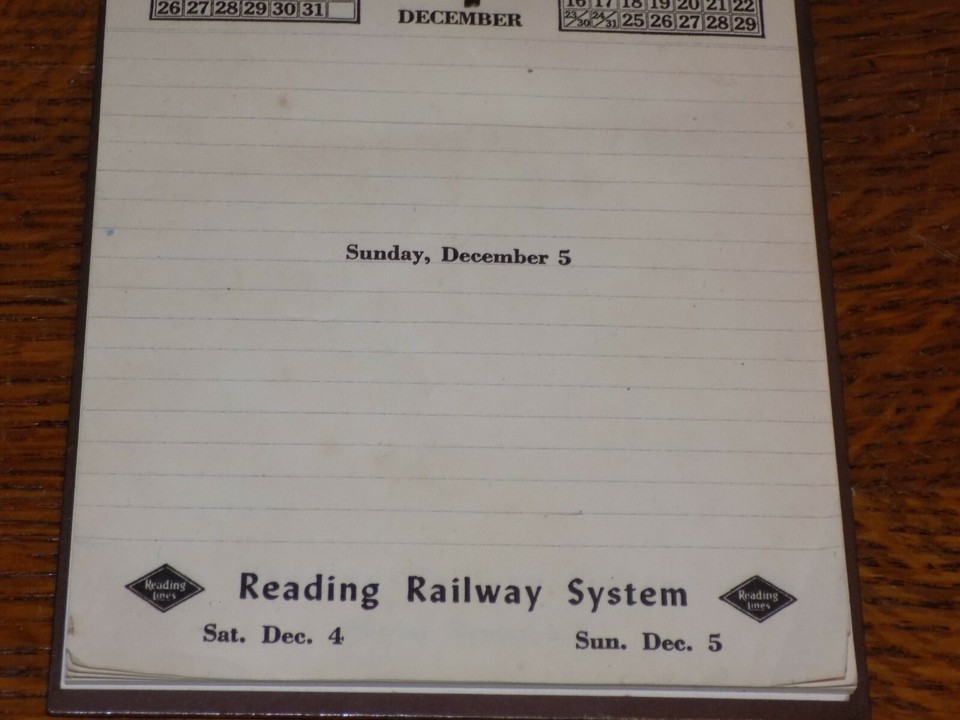 26 27 28 29 30 31
DECEMBER
16 17 18 19 20 21 22
23/30 24/31 25 26 27 28 29
Sunday, December 5
Reading Lines
Reading Railway System
Reading Lines
Sat. Dec. 4
Sun. Dec. 5